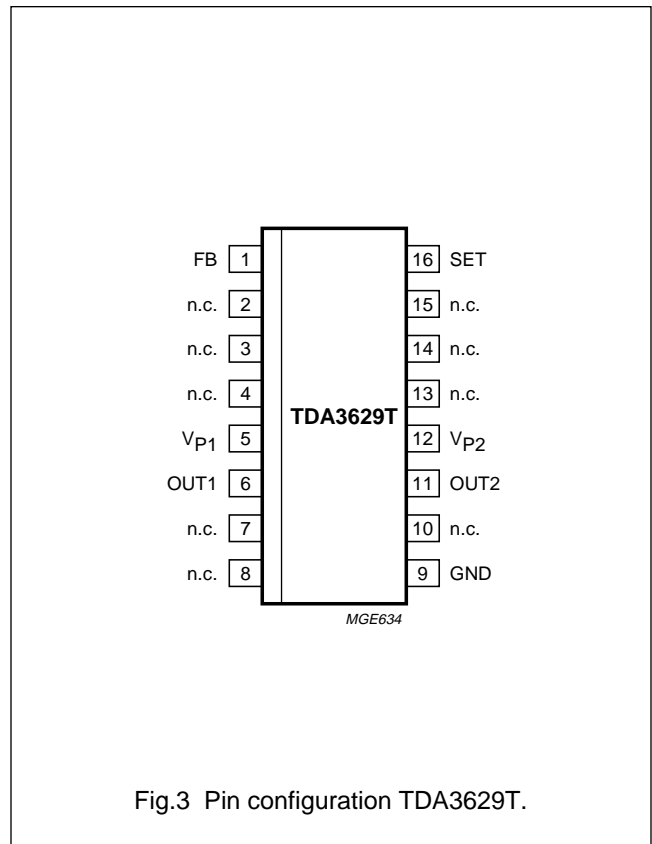 FB 1 16 SET
n.c. 2 15 n.c.
n.c. 3 14 n.c.
n.c. 4 13 n.c.
TDA3629T
VP1 5 12 VP2
OUT1 6 11 OUT2
n.c. 7 10 n.c.
n.c. 8 9 GND
MGE634
Fig.3 Pin configuration TDA3629T.